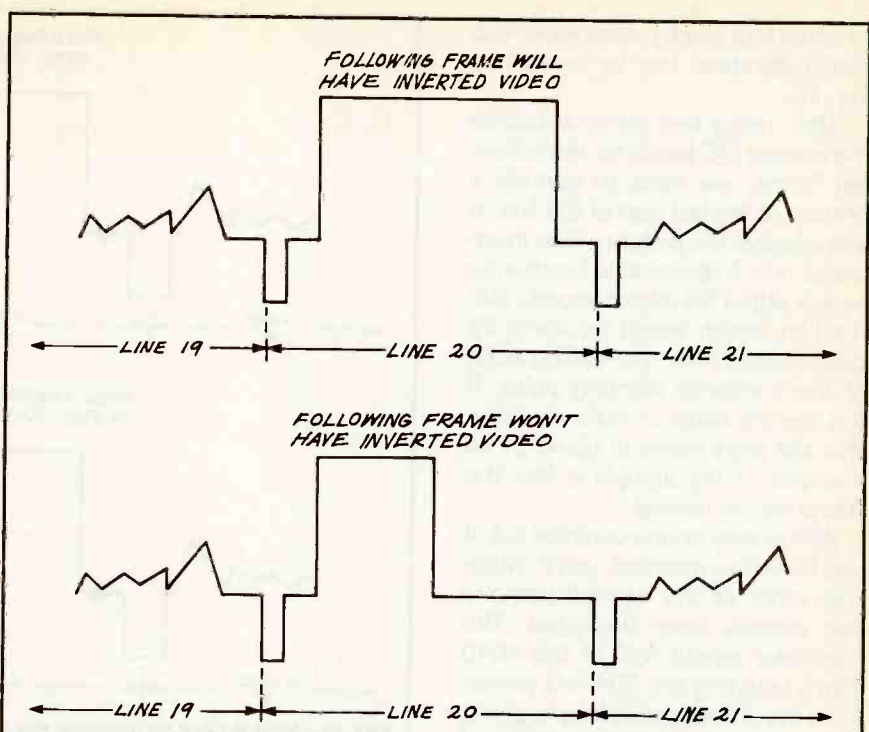 FOLLOWING FRAME WILL
HAVE INVERTED VIDEO
LINE 19
LINE 20
LINE 21
FOLLOWING FRAME WON'T
HAVE INVERTED VIDEO
LINE 19
LINE 20
LINE 21